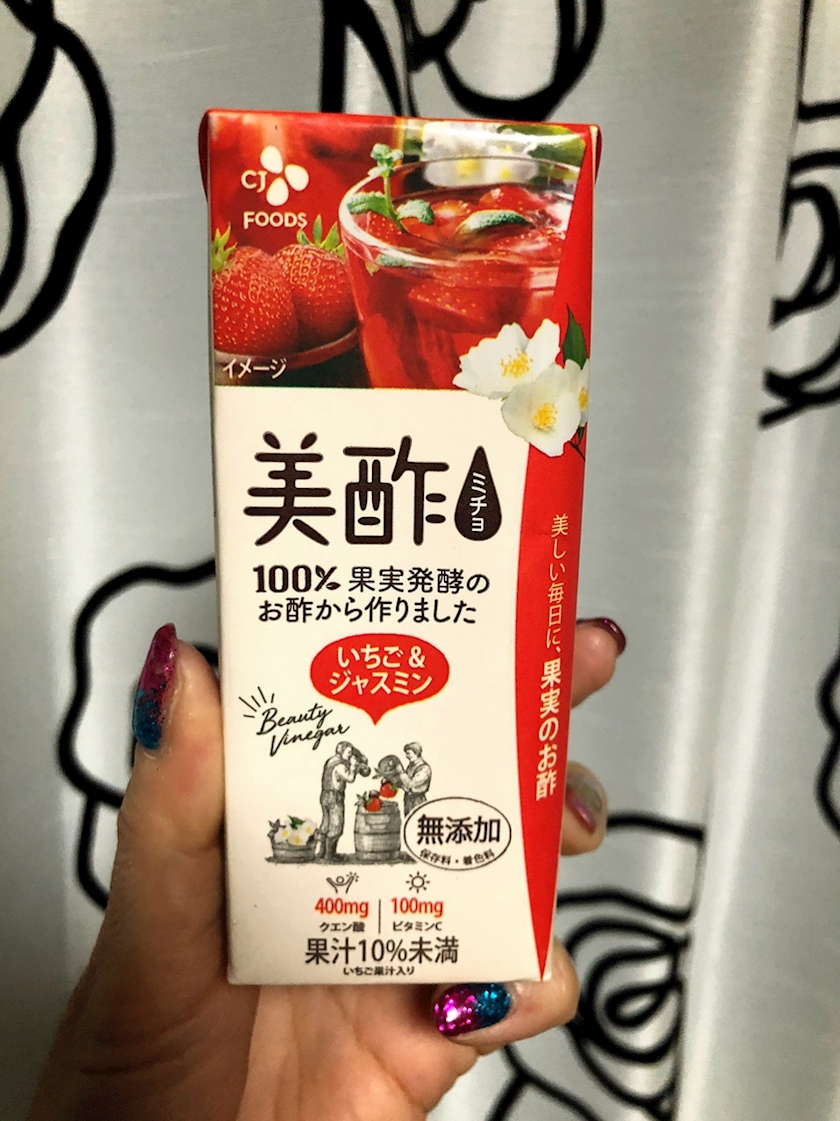 CJ
FOODS
イメージ
美酢
ミチョ
100% 果実発酵の
お酢から作りました
いちご&
ジャスミン
Beauty
Vinegar
無添加
保存料・着色料
400mg
クエン酸
100mg
ビタミンC
果汁10%未満
いちご果汁入り
美しい毎日に、果実のお酢